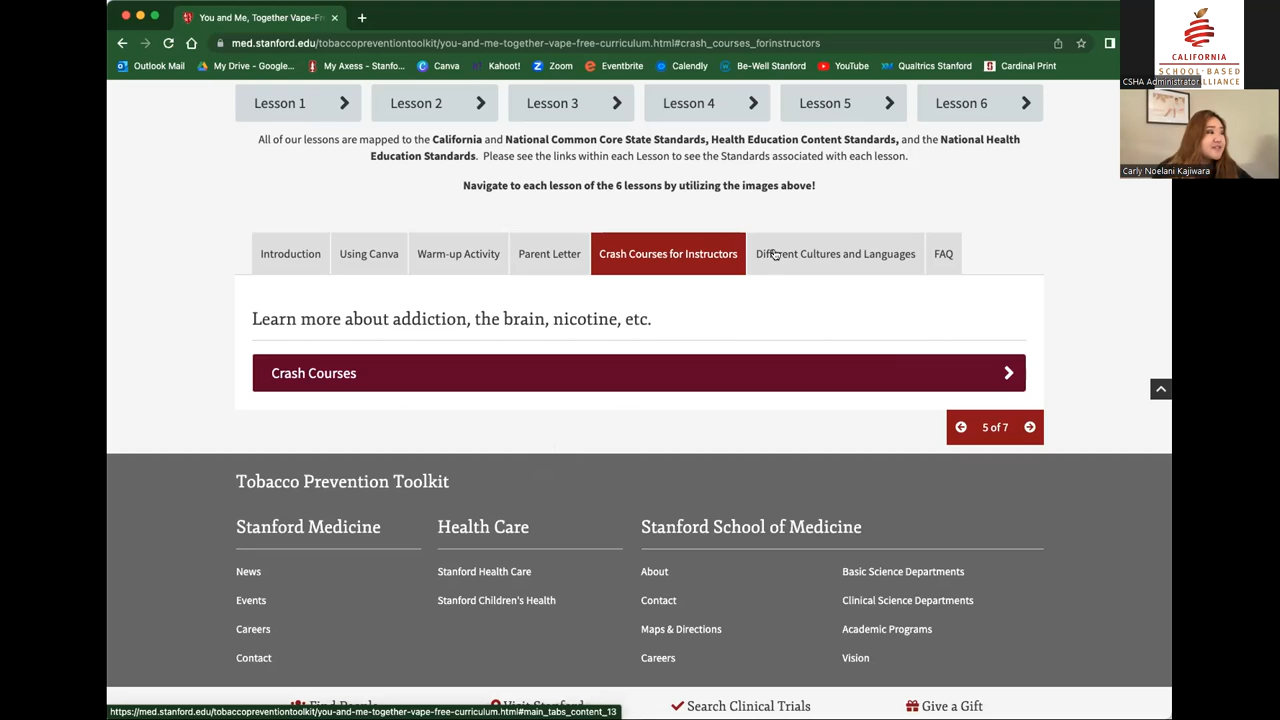 You and Me, Together Vape-Fr
med.stanford.edu/tobaccopreventiontoolkit/you-and-me-together-vape-free-curriculum.html#crash_courses_forinstructors
Outlook Mail
My Drive - Google...
My Axess - Stanfo...
Canva
Kahoot!
Zoom
Eventbrite
Calendly
Be-Well Stanford
YouTube
Qualtrics Stanford
Cardinal Print
CALIFORNIA
SCHOOL-BASED
CSHA Administrator
Carly Noelani Kajiwara
Lesson 1
Lesson 2
Lesson 3
Lesson 4
Lesson 5
Lesson 6
All of our lessons are mapped to the California and National Common Core State Standards, Health Education Content Standards, and the National Health
Education Standards. Please see the links within each Lesson to see the Standards associated with each lesson.
Navigate to each lesson of the 6 lessons by utilizing the images above!
Introduction
Using Canva
Warm-up Activity
Parent Letter
Crash Courses for Instructors
Different Cultures and Languages
FAQ
Learn more about addiction, the brain, nicotine, etc.
Crash Courses
5 of 7
Tobacco Prevention Toolkit
Stanford Medicine
News
Events
Careers
Contact
Health Care
Stanford Health Care
Stanford Children's Health
Stanford School of Medicine
About
Contact
Maps & Directions
Careers
Basic Science Departments
Clinical Science Departments
Academic Programs
Vision
Find People
Visit Stanford
Search Clinical Trials
Give a Gift
https://med.stanford.edu/tobaccopreventiontoolkit/you-and-me-together-vape-free-curriculum.html#main_tabs_content_13